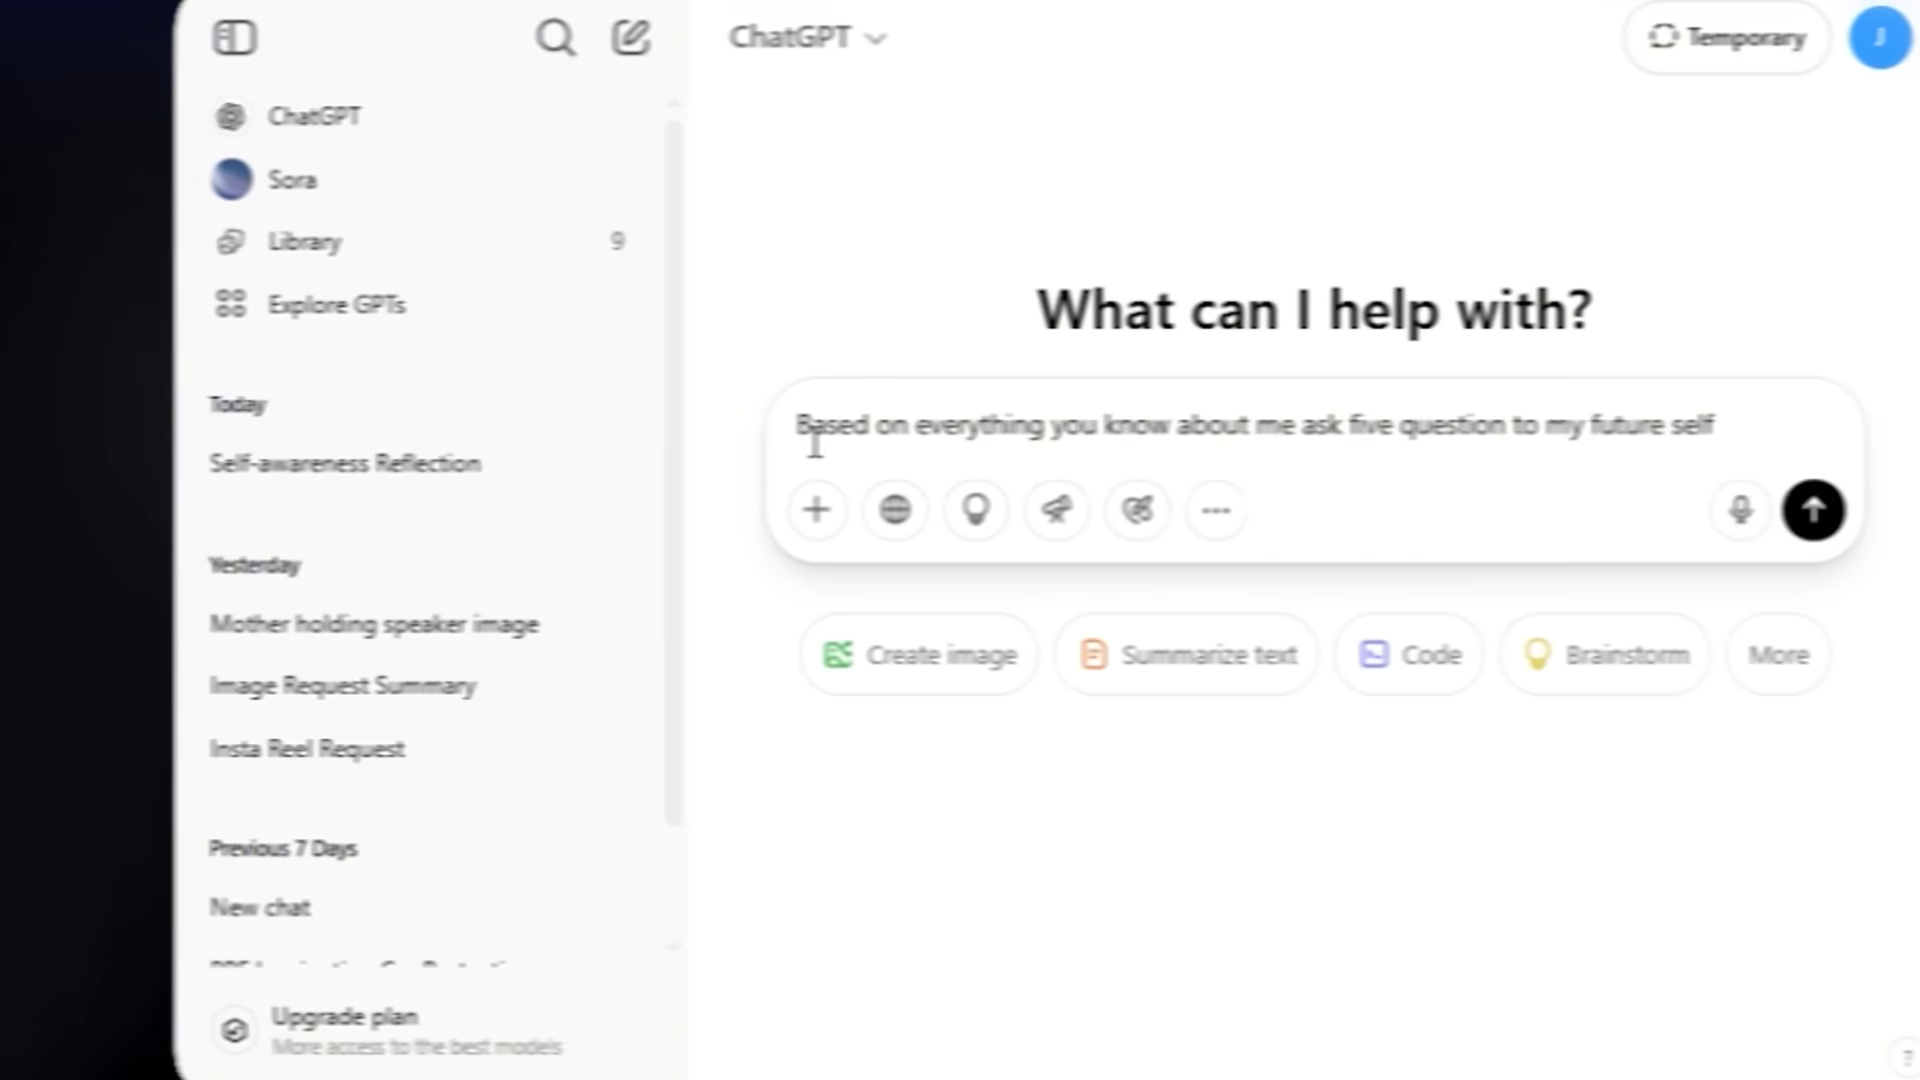 ChatGPT
Temporary
J
ChatGPT
Sora
Library 9
Explore GPTs
Today
Self-awareness Reflection
Yesterday
Mother holding speaker image
Image Request Summary
Insta Reel Request
Previous 7 Days
New chat
Upgrade plan
More access to the best models
What can I help with?
Based on everything you know about me ask five question to my future self
Create image
Summarize text
Code
Brainstorm
More
?